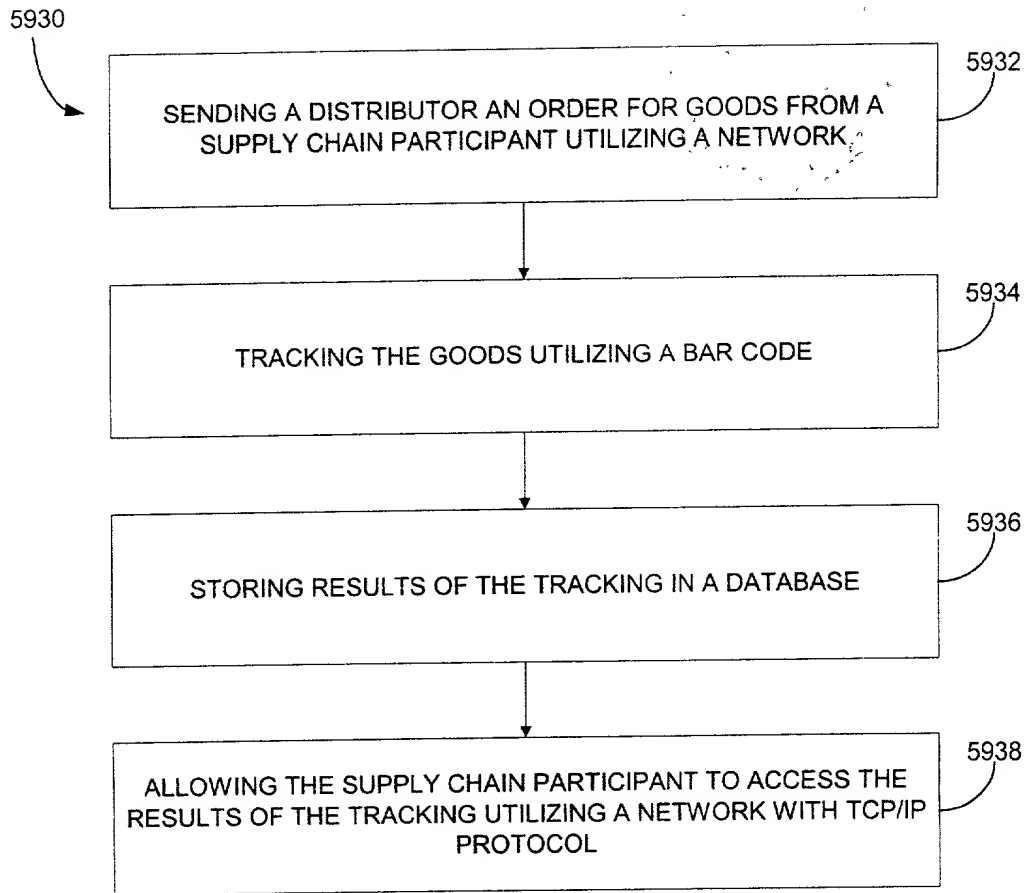 5930
5932
SENDING A DISTRIBUTOR AN ORDER FOR GOODS FROM A
SUPPLY CHAIN PARTICIPANT UTILIZING A NETWORK
5934
TRACKING THE GOODS UTILIZING A BAR CODE
5936
STORING RESULTS OF THE TRACKING IN A DATABASE
5938
ALLOWING THE SUPPLY CHAIN PARTICIPANT TO ACCESS THE
RESULTS OF THE TRACKING UTILIZING A NETWORK WITH TCP/IP
PROTOCOL